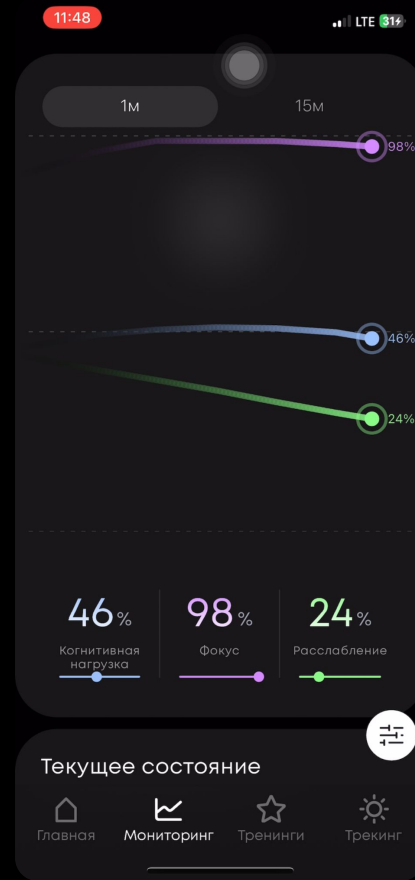 11:48
LTE 31
1м 15м
98%
46%
24%
46% 98% 24%
Когнитивная Фокус Расслабление
нагрузка
Текущее состояние
Главная Мониторинг Тренинги Трекинг